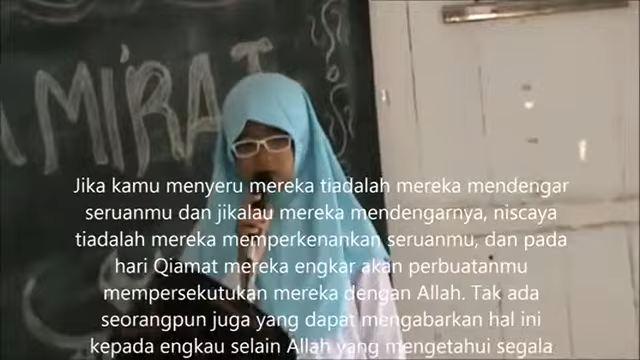 MI'RAJ
Jika kamu menyeru mereka tiadalah mereka mendengar
seruanmu dan jikalau mereka mendengarnya, niscaya
tiadalah mereka memperkenankan seruanmu, dan pada
hari Qiamat mereka engkar akan perbuatanmu
mempersekutukan mereka dengan Allah. Tak ada
seorangpun juga yang dapat mengabarkan hal ini
kepada engkau selain Allah yang mengetahui segala